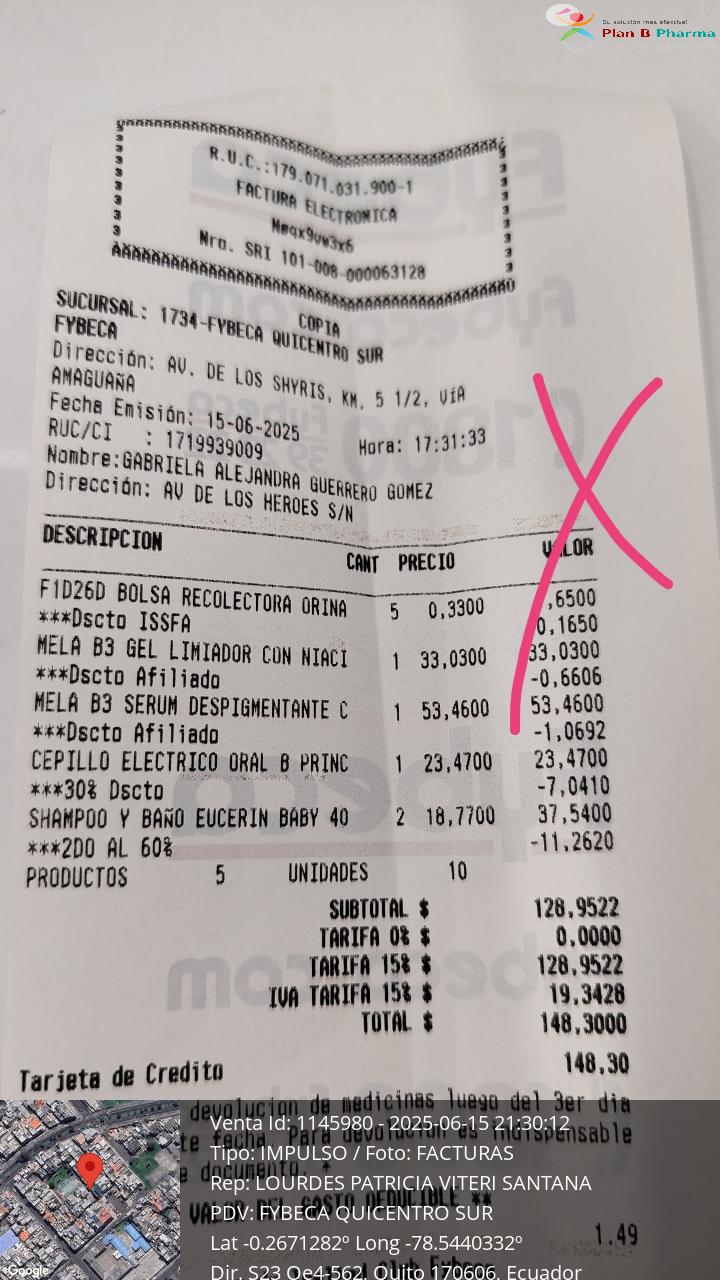 Su solución mas efectiva!
Plan B Pharma
R.U.C.:179.071.031.900-1
FACTURA ELECTRONICA
Nro. SRI 101-008-000063128
COPIA
SUCURSAL: 1734-FYBECA QUICENTRO SUR
FYBECA
Dirección: AV. DE LOS SHYRIS, KM. 5 1/2, VíA
AMAGUAÑA
Fecha Emisión: 15-06-2025 Hora: 17:31:33
RUC/CI : 1719939009
Nombre:GABRIELA ALEJANDRA GUERRERO GOMEZ
Dirección: AV DE LOS HEROES S/N
DESCRIPCION CANT PRECIO VALOR
F1D26D BOLSA RECOLECTORA ORINA 5 0,3300 ,6500
***Dscto ISSFA 0,1650
MELA B3 GEL LIMIADOR CON NIACI 1 33,0300 33,0300
***Dscto Afiliado -0,6606
MELA B3 SERUM DESPIGMENTANTE C 1 53,4600 53,4600
***Dscto Afiliado -1,0692
CEPILLO ELECTRICO ORAL B PRINC 1 23,4700 23,4700
***30% Dscto -7,0410
SHAMPOO Y BAÑO EUCERIN BABY 40 2 18,7700 37,5400
***2DO AL 60% -11,2620
PRODUCTOS 5 UNIDADES 10
SUBTOTAL $ 128,9522
TARIFA 0% $ 0,0000
TARIFA 15% $ 128,9522
IVA TARIFA 15% $ 19,3428
TOTAL $ 148,3000
Tarjeta de Credito 148,30
devolucion de medicinas luego del 3er dia
te fecha. Para devolucion es indispensable
documento. *
VALOR DEL GASTO DEDUCIBLE **
1.49
Venta Id: 1145980 - 2025-06-15 21:30:12
Tipo: IMPULSO / Foto: FACTURAS
Rep: LOURDES PATRICIA VITERI SANTANA
PDV: FYBECA QUICENTRO SUR
Lat -0.2671282º Long -78.5440332º
Dir. S23 Oe4-562, Quito 170606, Ecuador
Google